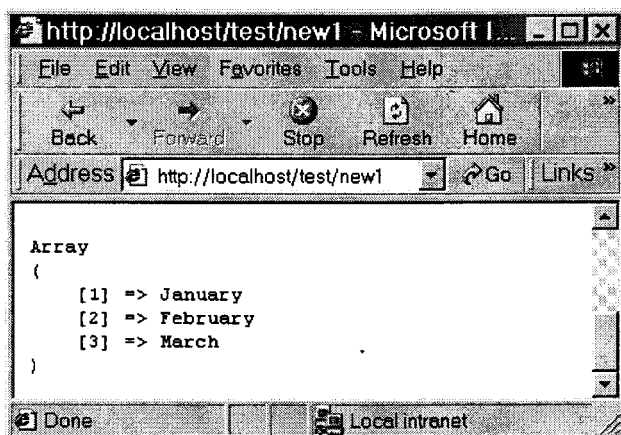 http://localhost/test/new1 - Microsoft I...
File Edit View Favorites Tools Help
Back Forward Stop Refresh Home »
Address http://localhost/test/new1 Go Links »
Array
(
[1] => January
[2] => February
[3] => March
)
Done Local intranet